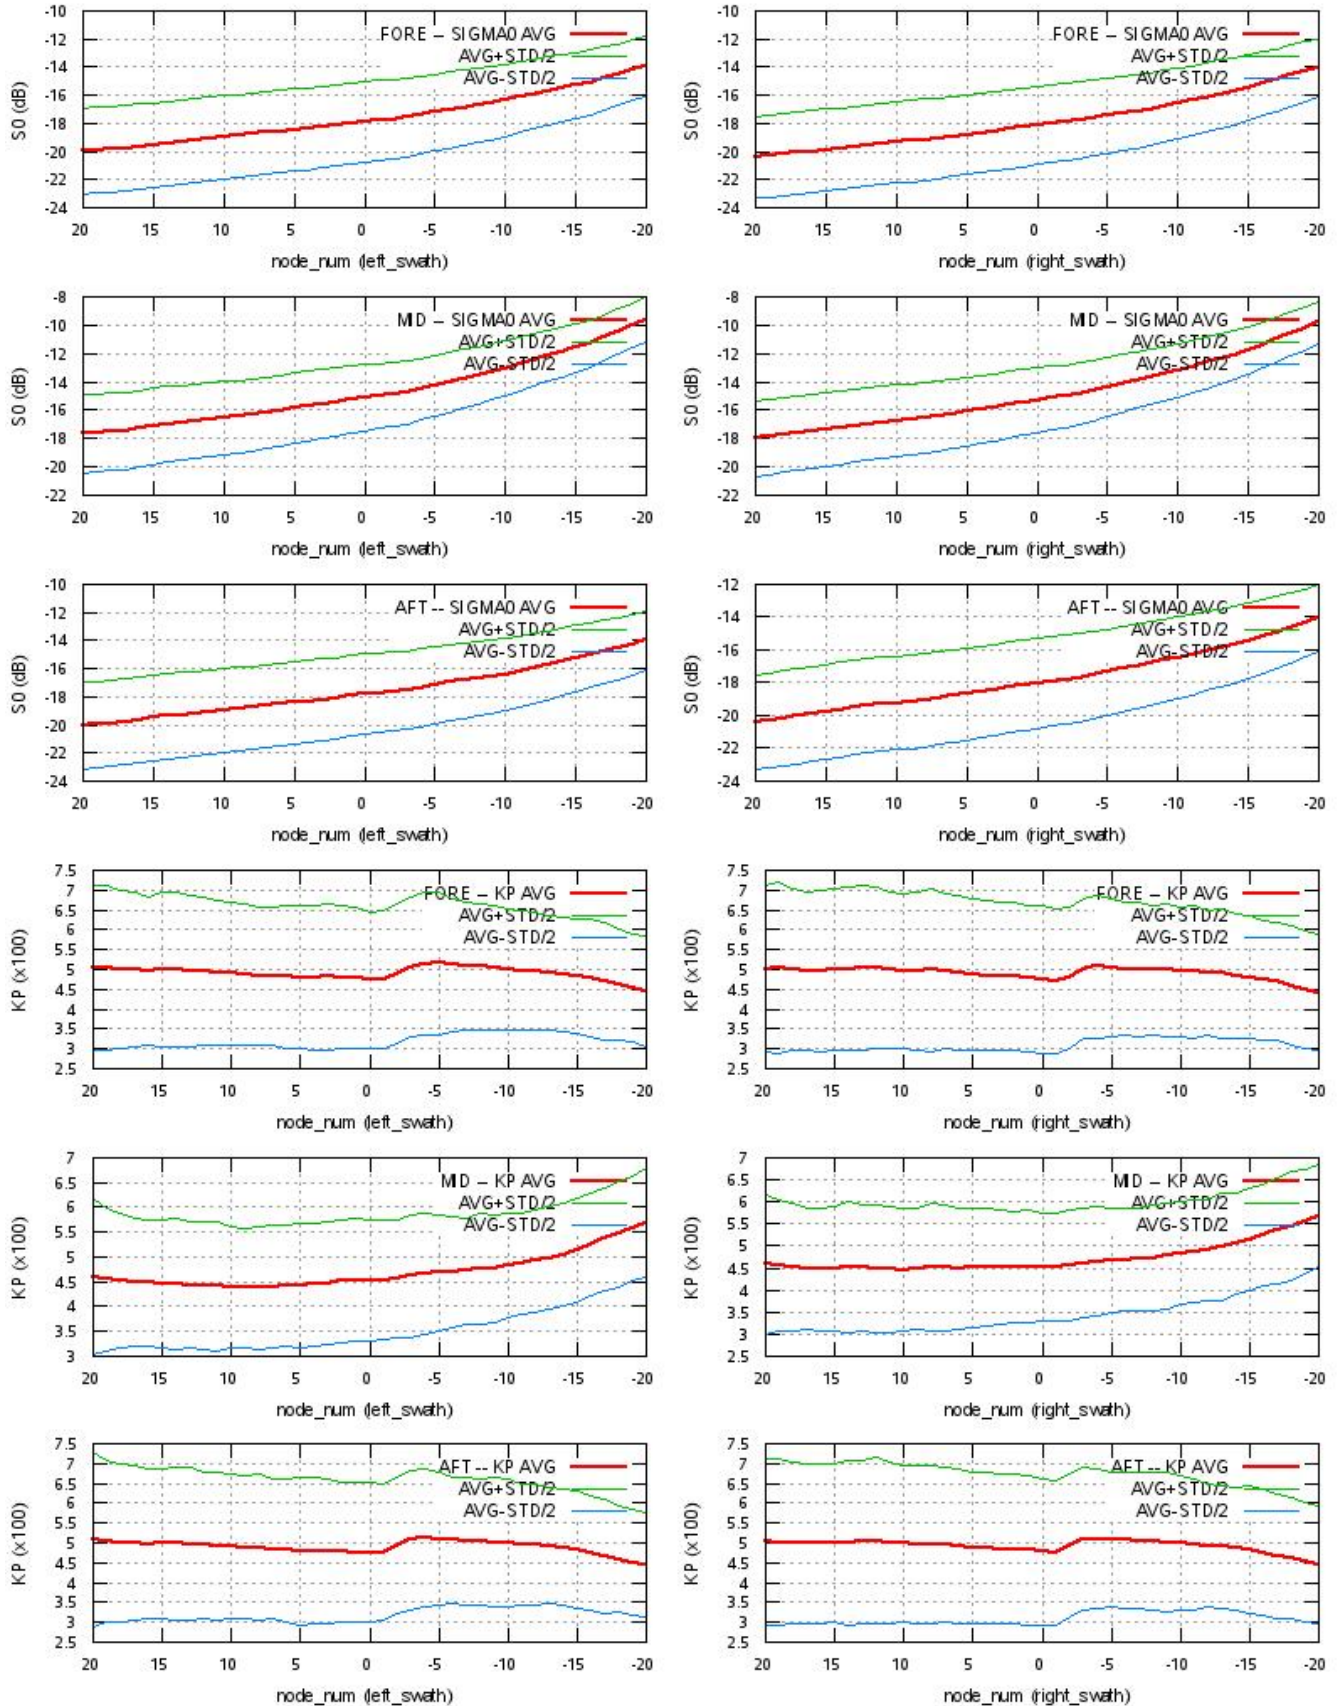 -10
-12
-14
-16
-18
-20
-22
-24
S0 (dB)
FORE -- SIGMA0 AVG
AVG+STD/2
AVG-STD/2
20 15 10 5 0 -5 -10 -15 -20
node_num (left_swath)
-10
-12
-14
-16
-18
-20
-22
-24
S0 (dB)
FORE -- SIGMA0 AVG
AVG+STD/2
AVG-STD/2
20 15 10 5 0 -5 -10 -15 -20
node_num (right_swath)
-8
-10
-12
-14
-16
-18
-20
-22
S0 (dB)
MID -- SIGMA0 AVG
AVG+STD/2
AVG-STD/2
20 15 10 5 0 -5 -10 -15 -20
node_num (left_swath)
-8
-10
-12
-14
-16
-18
-20
-22
S0 (dB)
MID -- SIGMA0 AVG
AVG+STD/2
AVG-STD/2
20 15 10 5 0 -5 -10 -15 -20
node_num (right_swath)
-10
-12
-14
-16
-18
-20
-22
-24
S0 (dB)
AFT -- SIGMA0 AVG
AVG+STD/2
AVG-STD/2
20 15 10 5 0 -5 -10 -15 -20
node_num (left_swath)
-12
-14
-16
-18
-20
-22
-24
S0 (dB)
AFT -- SIGMA0 AVG
AVG+STD/2
AVG-STD/2
20 15 10 5 0 -5 -10 -15 -20
node_num (right_swath)
7.5
7
6.5
6
5.5
5
4.5
4
3.5
3
2.5
KP (x100)
FORE -- KP AVG
AVG+STD/2
AVG-STD/2
20 15 10 5 0 -5 -10 -15 -20
node_num (left_swath)
7.5
7
6.5
6
5.5
5
4.5
4
3.5
3
2.5
KP (x100)
FORE -- KP AVG
AVG+STD/2
AVG-STD/2
20 15 10 5 0 -5 -10 -15 -20
node_num (right_swath)
7
6.5
6
5.5
5
4.5
4
3.5
3
KP (x100)
MID -- KP AVG
AVG+STD/2
AVG-STD/2
20 15 10 5 0 -5 -10 -15 -20
node_num (left_swath)
7
6.5
6
5.5
5
4.5
4
3.5
3
2.5
KP (x100)
MID -- KP AVG
AVG+STD/2
AVG-STD/2
20 15 10 5 0 -5 -10 -15 -20
node_num (right_swath)
7.5
7
6.5
6
5.5
5
4.5
4
3.5
3
2.5
KP (x100)
AFT -- KP AVG
AVG+STD/2
AVG-STD/2
20 15 10 5 0 -5 -10 -15 -20
node_num (left_swath)
7.5
7
6.5
6
5.5
5
4.5
4
3.5
3
2.5
KP (x100)
AFT -- KP AVG
AVG+STD/2
AVG-STD/2
20 15 10 5 0 -5 -10 -15 -20
node_num (right_swath)